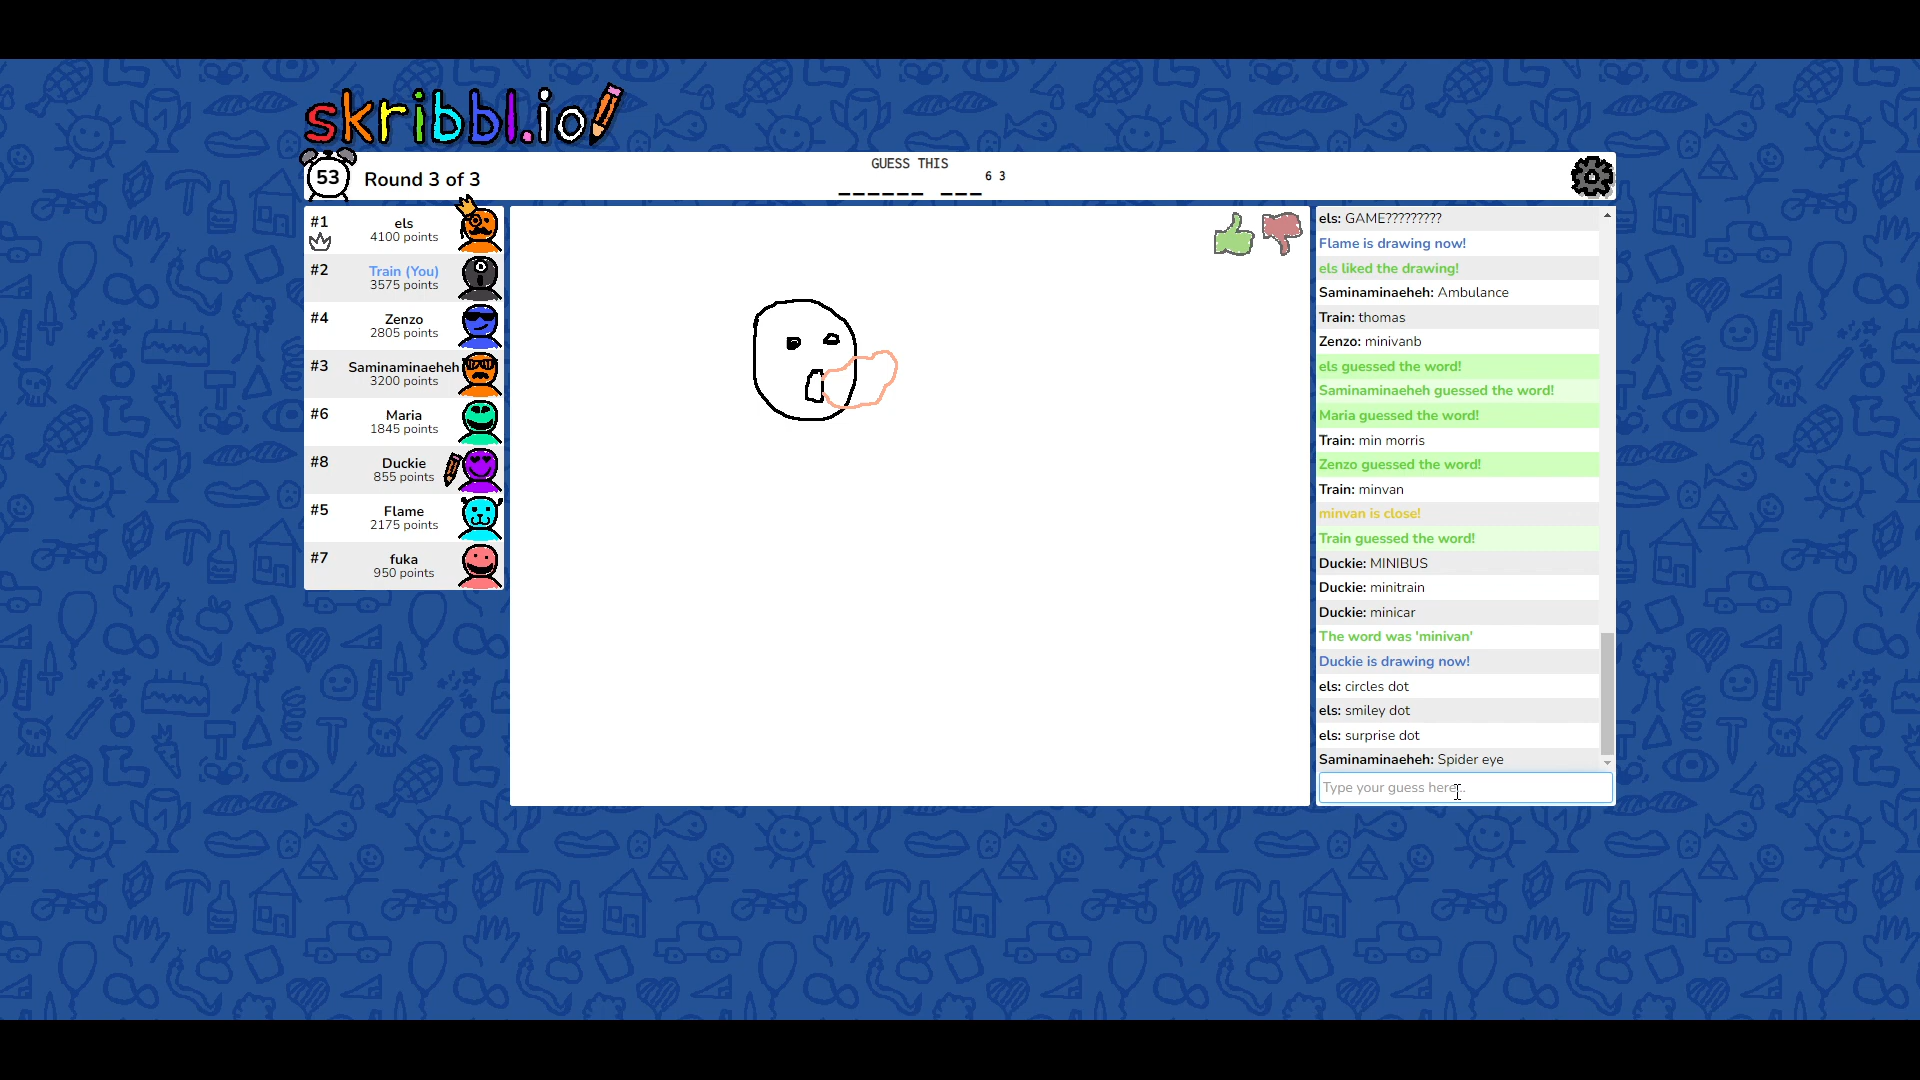 skribbl.io
53
Round 3 of 3
GUESS THIS
______ ___ 6 3
#1 els
4100 points
#2 Train (You)
3575 points
#4 Zenzo
2805 points
#3 Saminaminaeheh
3200 points
#6 Maria
1845 points
#8 Duckie
855 points
#5 Flame
2175 points
#7 fuka
950 points
els: GAME?????????
Flame is drawing now!
els liked the drawing!
Saminaminaeheh: Ambulance
Train: thomas
Zenzo: minivanb
els guessed the word!
Saminaminaeheh guessed the word!
Maria guessed the word!
Train: min morris
Zenzo guessed the word!
Train: minvan
minvan is close!
Train guessed the word!
Duckie: MINIBUS
Duckie: minitrain
Duckie: minicar
The word was 'minivan'
Duckie is drawing now!
els: circles dot
els: smiley dot
els: surprise dot
Saminaminaeheh: Spider eye
Type your guess here...